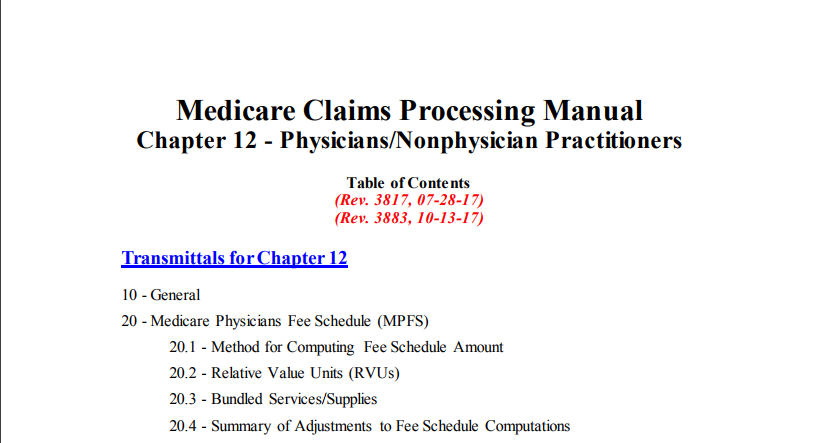 Medicare Claims Processing Manual
Chapter 12 - Physicians/Nonphysician Practitioners
Table of Contents
(Rev. 3817, 07-28-17)
(Rev. 3883, 10-13-17)
Transmittals for Chapter 12
10 - General
20 - Medicare Physicians Fee Schedule (MPFS)
20.1 - Method for Computing Fee Schedule Amount
20.2 - Relative Value Units (RVUs)
20.3 - Bundled Services/Supplies
20.4 - Summary of Adjustments to Fee Schedule Computations